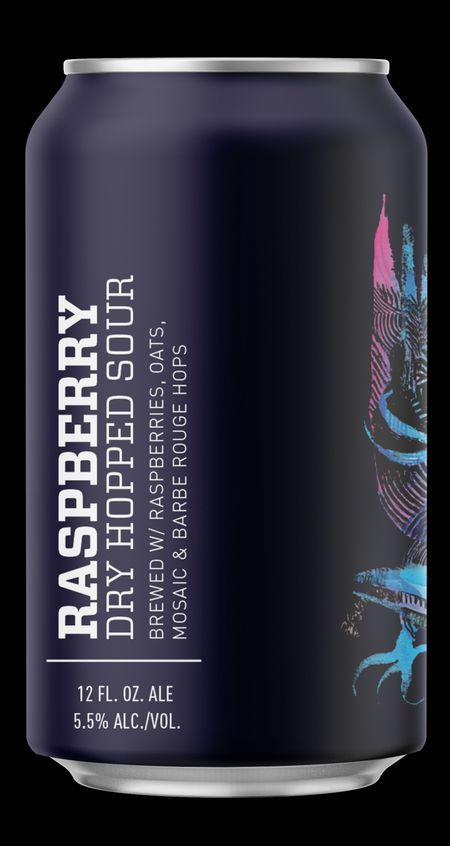 RASPBERRY
DRY HOPPED SOUR
BREWED W/ RASPBERRIES, OATS,
MOSAIC & BARBE ROUGE HOPS
12 FL. OZ. ALE
5.5% ALC./VOL.